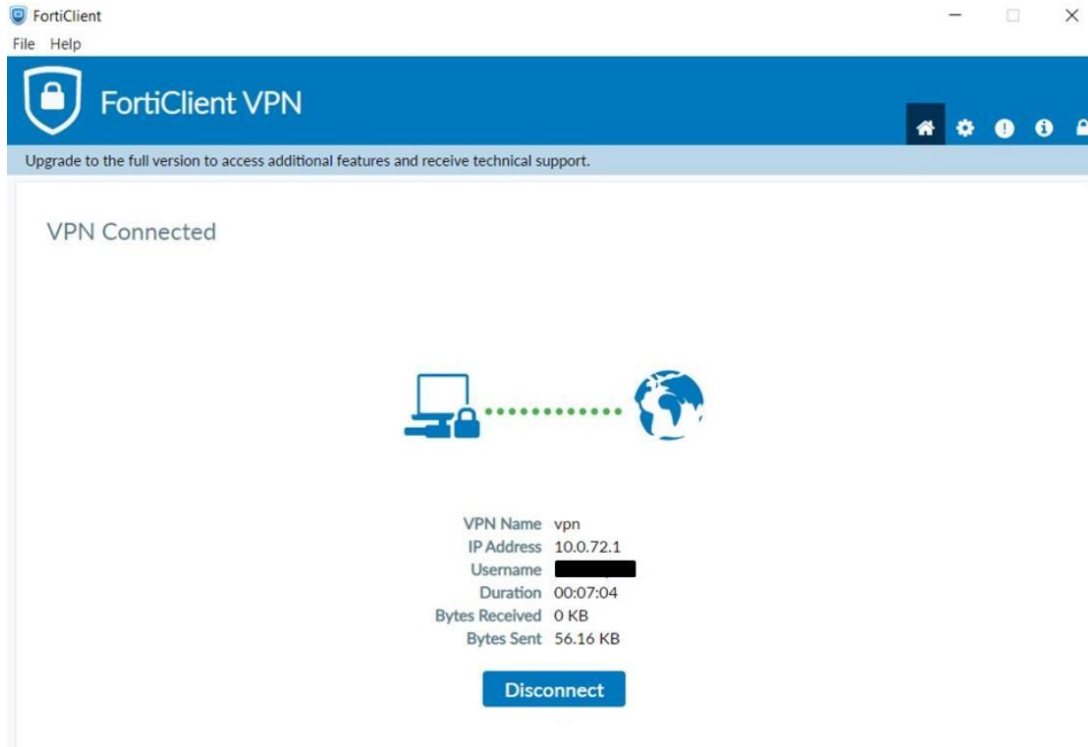 FortiClient
File Help
FortiClient VPN
Upgrade to the full version to access additional features and receive technical support.
VPN Connected
VPN Name vpn
IP Address 10.0.72.1
Username
Duration 00:07:04
Bytes Received 0 KB
Bytes Sent 56.16 KB
Disconnect